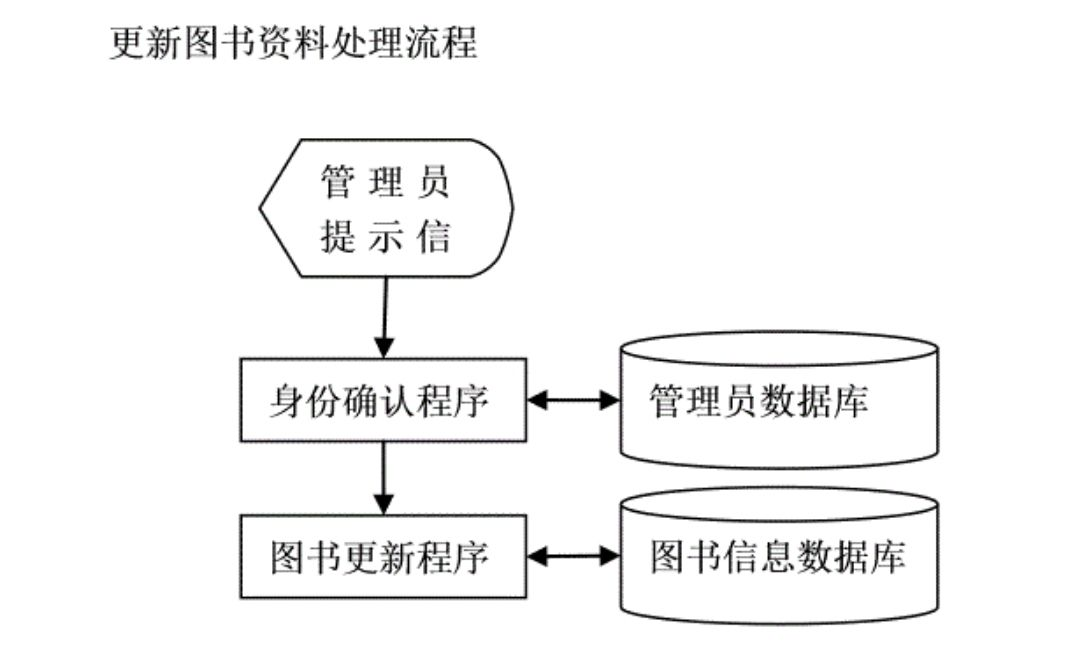 更新图书资料处理流程
管理员
提示信
身份确认程序
管理员数据库
图书更新程序
图书信息数据库